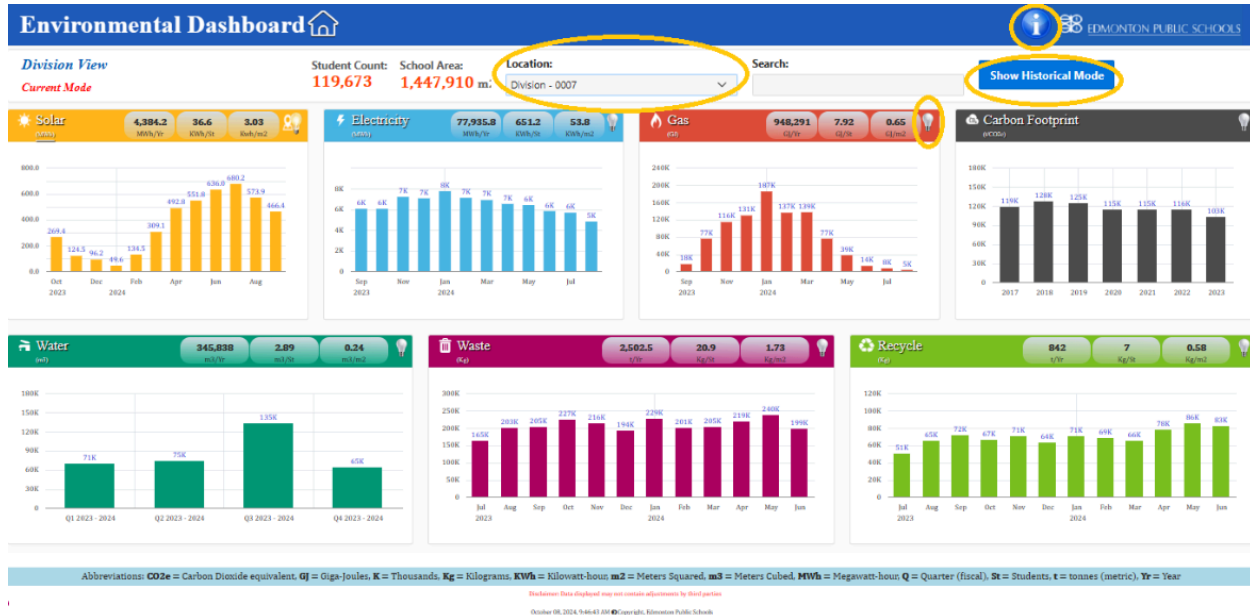 Environmental Dashboard
EDMONTON PUBLIC SCHOOLS
Division View
Current Mode
Student Count: 119,673
School Area: 1,447,910 m²
Location:
Division - 0007
Search:
Show Historical Mode
Solar
(MWh)
4,384.2 MWh/Yr
36.6 KWh/St
3.03 Kwh/m2
800.0
600.0
400.0
200.0
0.0
269.4 124.5 96.2 49.6 134.5 309.1 492.8 551.8 636.0 680.2 573.9 466.4
Oct Dec Feb Apr Jun Aug
2023 2024
Electricity
(MWh)
77,935.8 MWh/Yr
651.2 KWh/St
53.8 KWh/m2
8K
6K
4K
2K
0
6K 6K 7K 7K 8K 7K 7K 7K 6K 6K 6K 5K
Sep Nov Jan Mar May Jul
2023 2024
Gas
(GJ)
948,291 GJ/Yr
7.92 GJ/St
0.65 GJ/m2
240K
200K
160K
120K
80K
40K
0
18K 77K 116K 131K 187K 137K 139K 77K 39K 14K 8K 5K
Sep Nov Jan Mar May Jul
2023 2024
Carbon Footprint
(tCO2e)
180K
150K
120K
90K
60K
30K
0
119K 128K 125K 115K 115K 116K 103K
2017 2018 2019 2020 2021 2022 2023
Water
(m3)
345,838 m3/Yr
2.89 m3/St
0.24 m3/m2
180K
150K
120K
90K
60K
30K
0
71K 75K 135K 65K
Q1 2023 - 2024 Q2 2023 - 2024 Q3 2023 - 2024 Q4 2023 - 2024
Waste
(Kg)
2,502.5 t/Yr
20.9 Kg/St
1.73 Kg/m2
300K
250K
200K
150K
100K
50K
0
165K 203K 205K 227K 216K 194K 229K 201K 205K 219K 240K 199K
Jul Aug Sep Oct Nov Dec Jan Feb Mar Apr May Jun
2023 2024
Recycle
(Kg)
842 t/Yr
7 Kg/St
0.58 Kg/m2
120K
100K
80K
60K
40K
20K
0
51K 65K 72K 67K 71K 64K 71K 69K 66K 78K 86K 83K
Jul Aug Sep Oct Nov Dec Jan Feb Mar Apr May Jun
2023 2024
Abbreviations: CO2e = Carbon Dioxide equivalent, GJ = Giga-Joules, K = Thousands, Kg = Kilograms, KWh = Kilowatt-hour, m2 = Meters Squared, m3 = Meters Cubed, MWh = Megawatt-hour, Q = Quarter (fiscal), St = Students, t = tonnes (metric), Yr = Year
Disclaimer: Data displayed may not contain adjustments by third parties
October 08, 2024, 9:46:43 AM © Copyright, Edmonton Public Schools